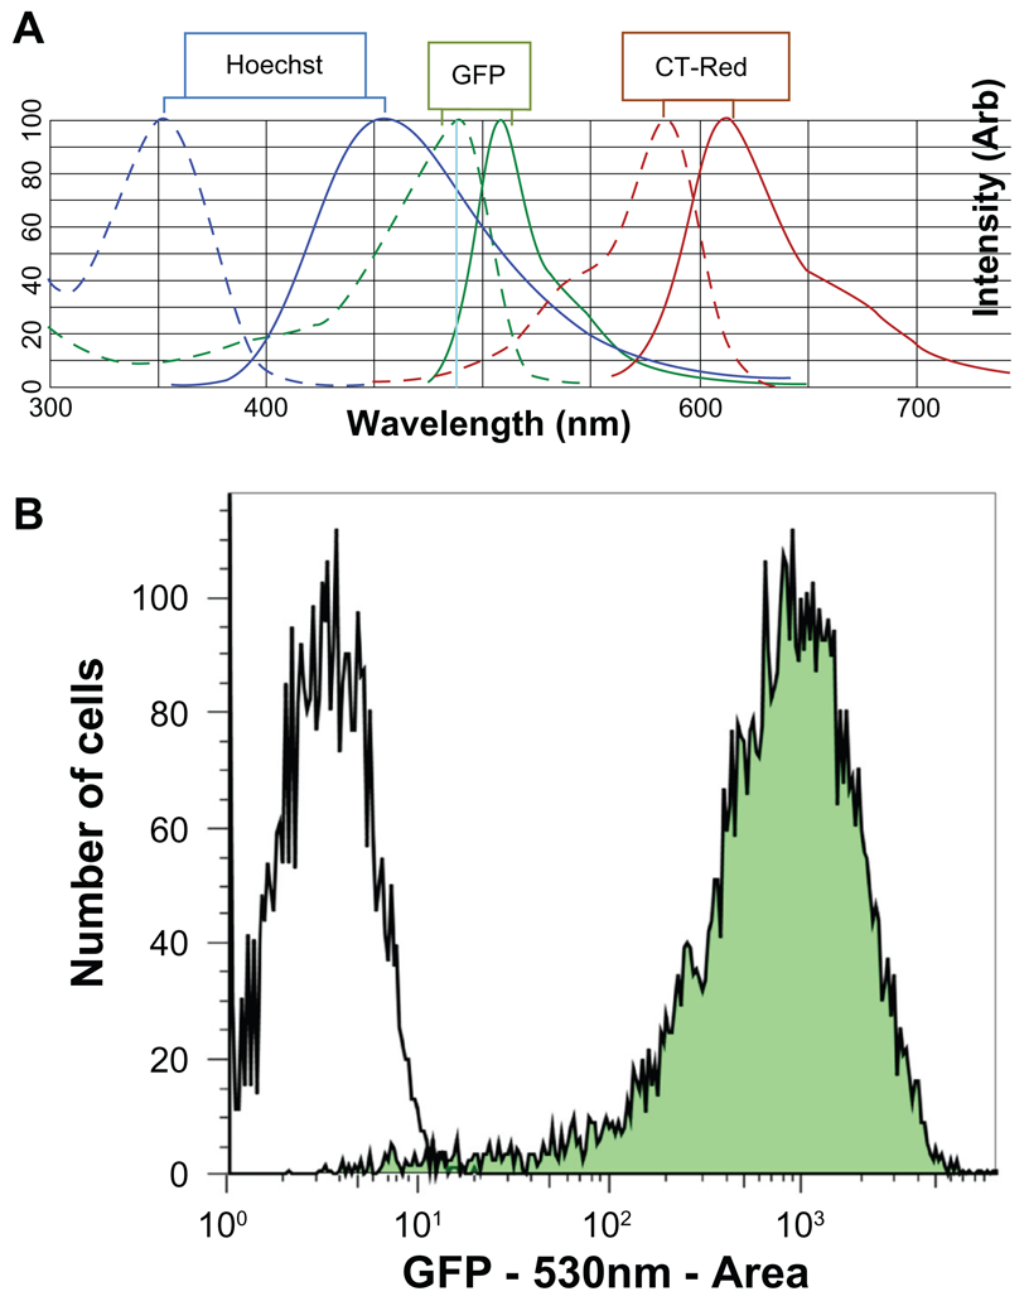 A
Hoechst
GFP
CT-Red
100
80
60
40
20
0
Intensity (Arb)
300
400
600
700
Wavelength (nm)
B
100
80
60
40
20
0
Number of cells
10⁰
10¹
10²
10³
GFP - 530nm - Area